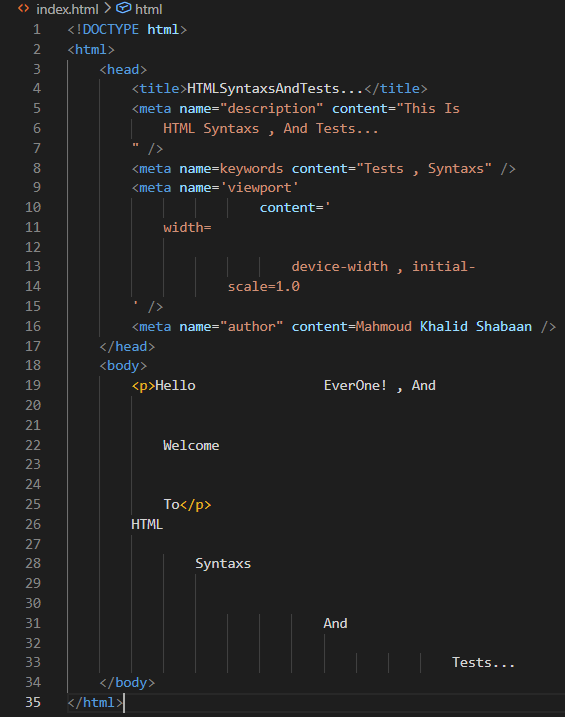 index.html > html
1 <!DOCTYPE html>
2 <html>
3 <head>
4 <title>HTMLSyntaxsAndTests...</title>
5 <meta name="description" content="This Is
6 HTML Syntaxs , And Tests...
7 " />
8 <meta name=keywords content="Tests , Syntaxs" />
9 <meta name='viewport'
10 content='
11 width=
12
13 device-width , initial-
14 scale=1.0
15 ' />
16 <meta name="author" content=Mahmoud Khalid Shabaan />
17 </head>
18 <body>
19 <p>Hello EverOne! , And
20
21
22 Welcome
23
24
25 To</p>
26 HTML
27
28 Syntaxs
29
30
31 And
32
33 Tests...
34 </body>
35 </html>